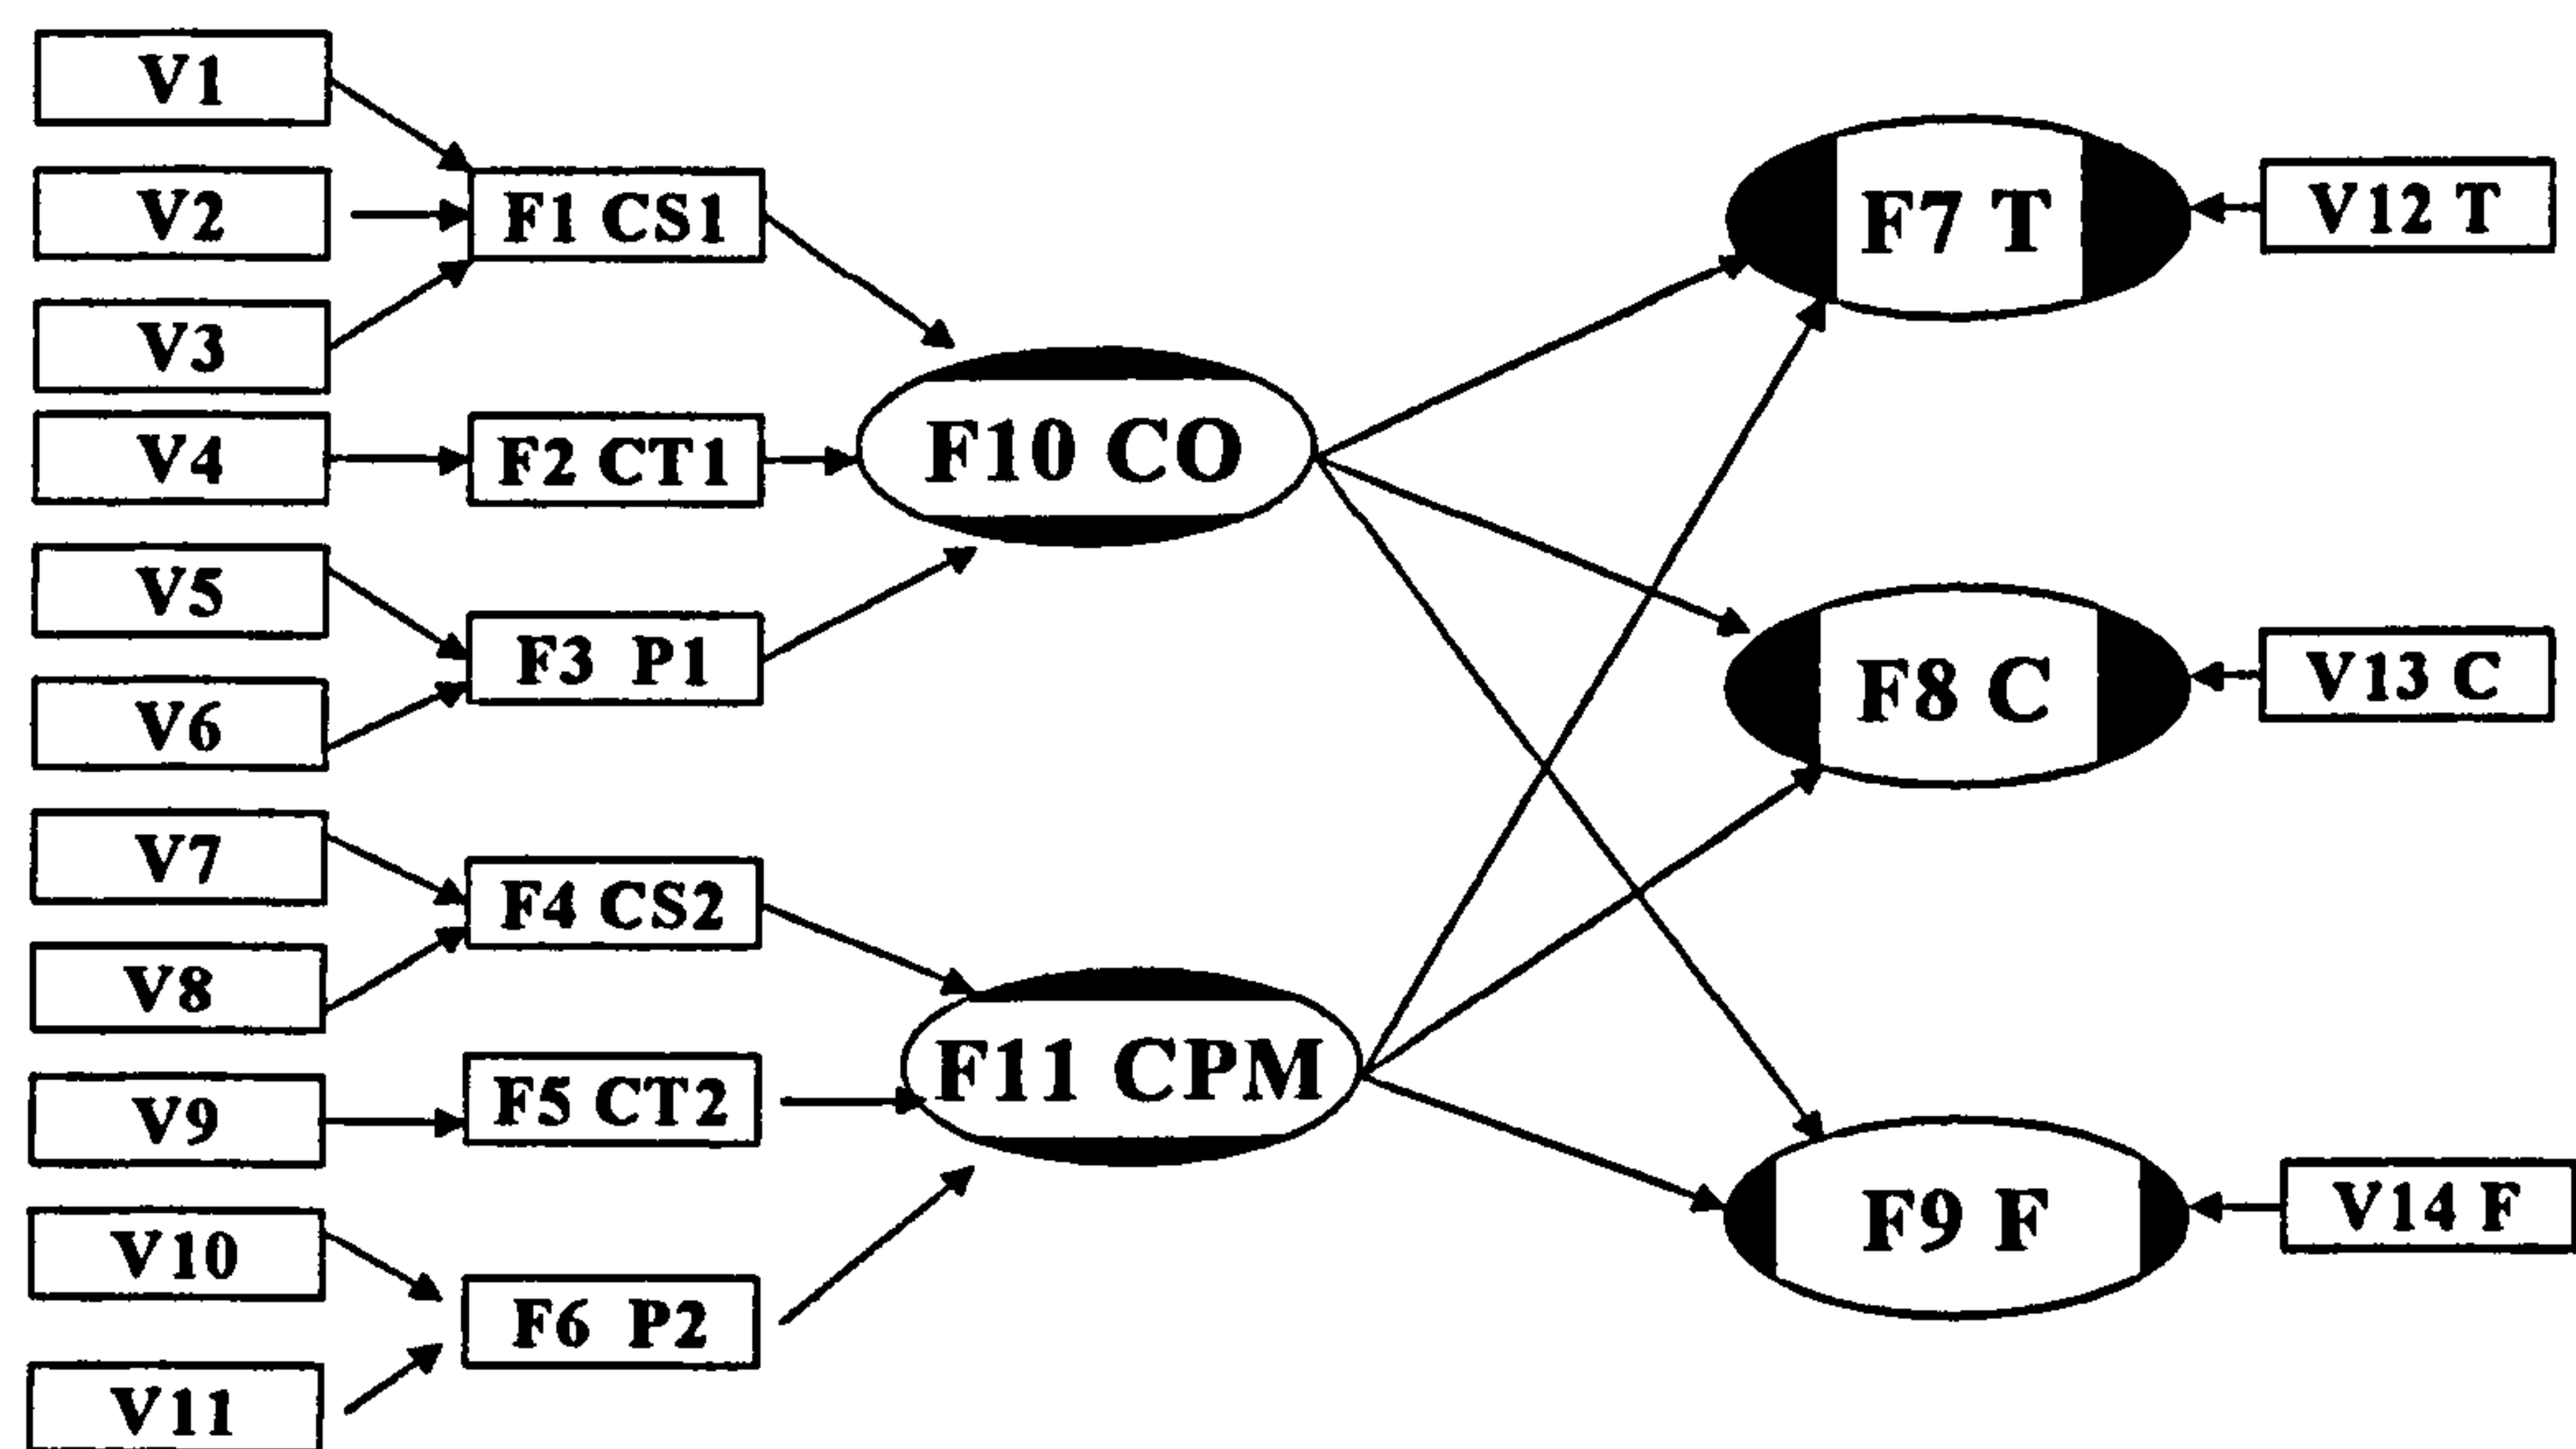 V1
V2
V3
V4
V5
V6
V7
V8
V9
V10
V11
F1 CS1
F2 CT1
F3 P1
F4 CS2
F5 CT2
F6 P2
F10 CO
F11 CPM
F7 T
F8 C
F9 F
V12 T
V13 C
V14 F